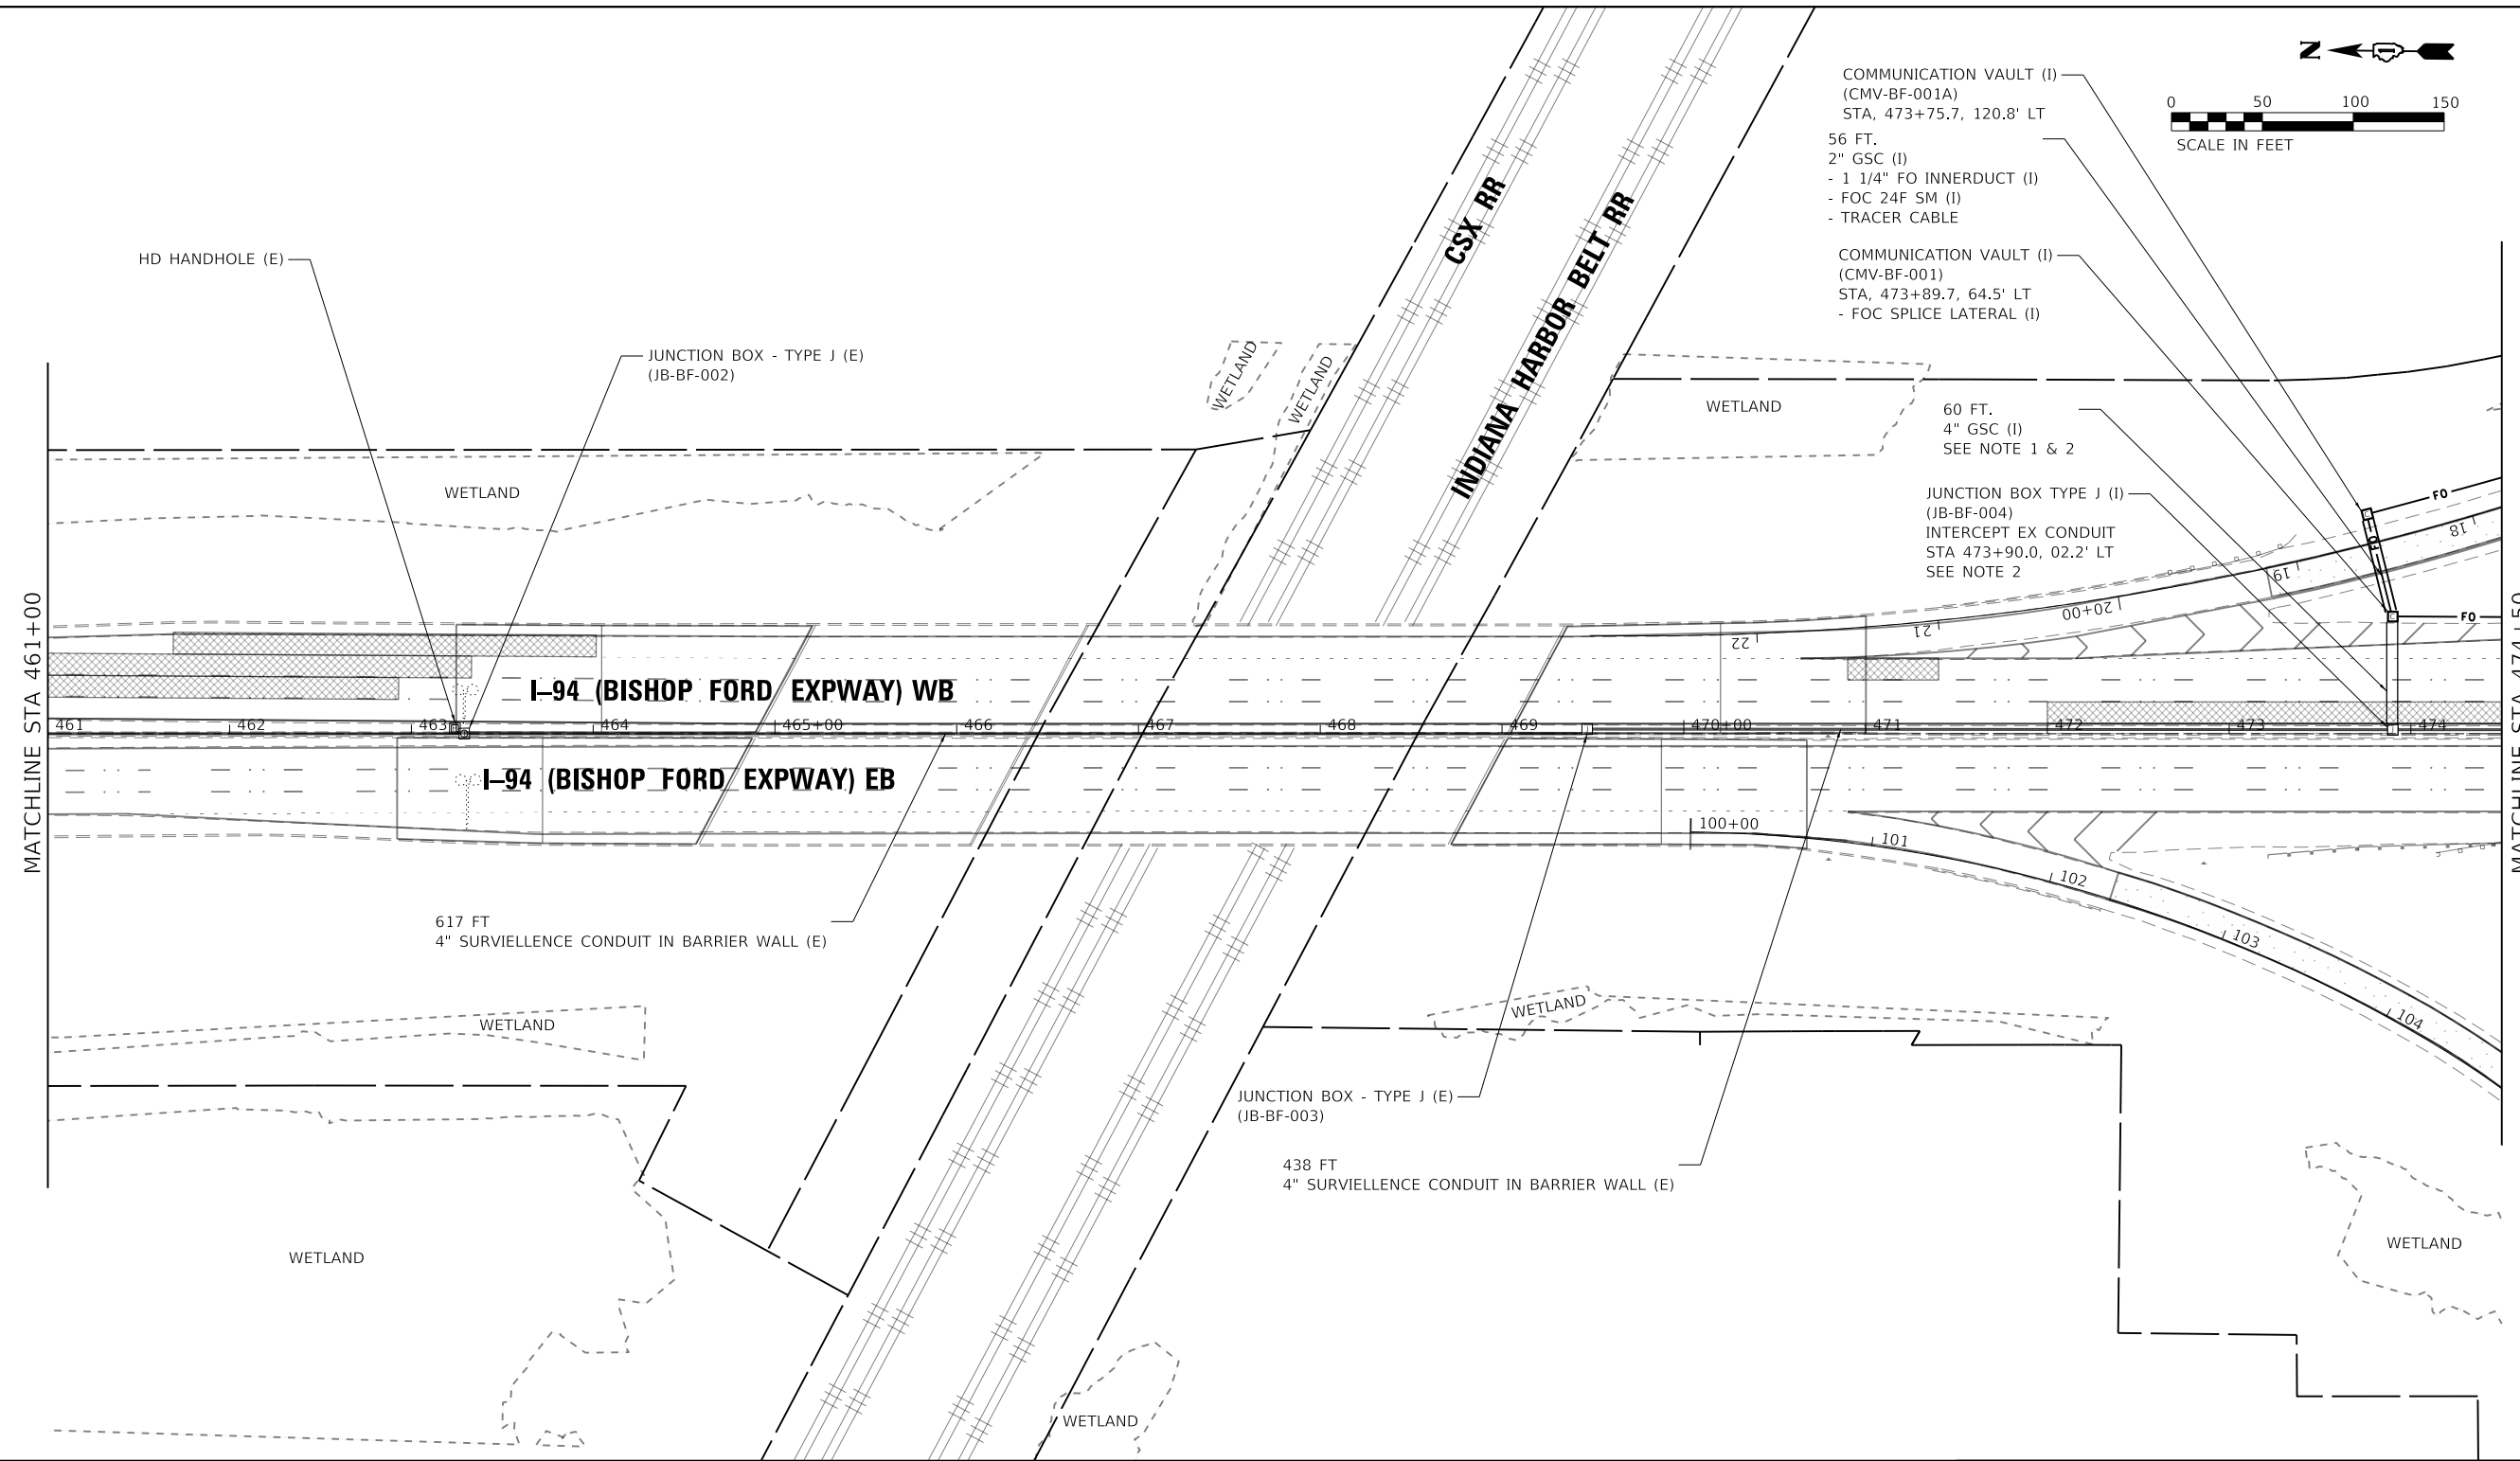 N
0 50 100 150
SCALE IN FEET
COMMUNICATION VAULT (I)
(CMV-BF-001A)
STA, 473+75.7, 120.8' LT
56 FT.
2" GSC (I)
- 1 1/4" FO INNERDUCT (I)
- FOC 24F SM (I)
- TRACER CABLE
COMMUNICATION VAULT (I)
(CMV-BF-001)
STA, 473+89.7, 64.5' LT
- FOC SPLICE LATERAL (I)
60 FT.
4" GSC (I)
SEE NOTE 1 & 2
JUNCTION BOX TYPE J (I)
(JB-BF-004)
INTERCEPT EX CONDUIT
STA 473+90.0, 02.2' LT
SEE NOTE 2
HD HANDHOLE (E)
JUNCTION BOX - TYPE J (E)
(JB-BF-002)
CSX RR
INDIANA HARBOR BELT RR
WETLAND
WETLAND
WETLAND
WETLAND
FO
FO
FO
18
19
20+00
21
22
MATCHLINE STA 461+00
MATCHLINE STA 474+50
I-94 (BISHOP FORD EXPWAY) WB
461 462 463 464 465+00 466 467 468 469 470+00 471 472 473 474
I-94 (BISHOP FORD EXPWAY) EB
100+00
101
102
103
104
617 FT
4" SURVIELLENCE CONDUIT IN BARRIER WALL (E)
WETLAND
WETLAND
JUNCTION BOX - TYPE J (E)
(JB-BF-003)
438 FT
4" SURVIELLENCE CONDUIT IN BARRIER WALL (E)
WETLAND
WETLAND
WETLAND